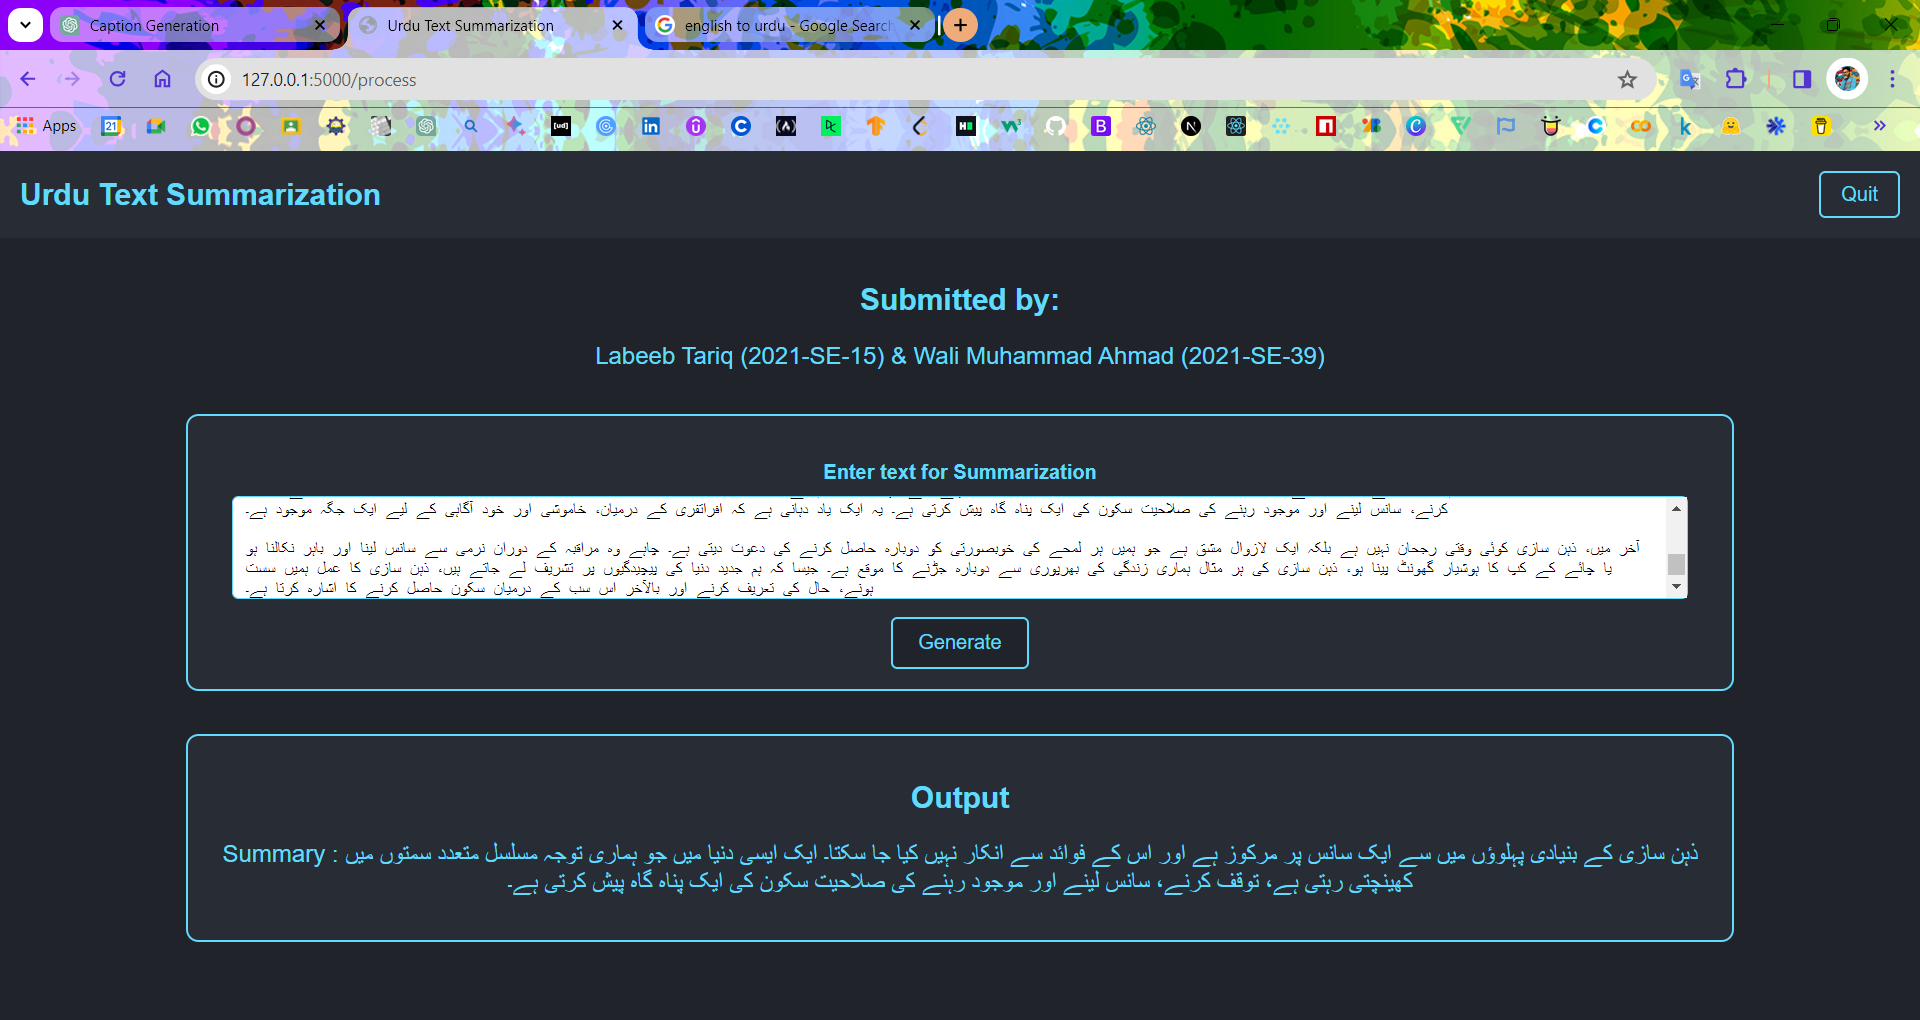 Caption Generation
Urdu Text Summarization
english to urdu - Google Search
127.0.0.1:5000/process
Apps
Urdu Text Summarization
Quit
Submitted by:
Labeeb Tariq (2021-SE-15) & Wali Muhammad Ahmad (2021-SE-39)
Enter text for Summarization
کرنے، سانس لینے اور موجود رہنے کی صلاحیت سکون کی ایک پناہ گاہ پیش کرتی ہے۔ یہ ایک یاد دہانی ہے کہ افراتفری کے درمیان، خاموشی اور خود آگاہی کے لیے ایک جگہ موجود ہے۔
آخر میں، ذہن سازی کوئی وقتی رجحان نہیں ہے بلکہ ایک لازوال مشق ہے جو ہمیں ہر لمحے کی خوبصورتی کو دوبارہ حاصل کرنے کی دعوت دیتی ہے۔ چاہے وہ مراقبہ کے دوران نرمی سے سانس لینا اور باہر نکالنا ہو
یا چائے کے کپ کا ہوشیار گھونٹ پینا ہو، ذہن سازی کی ہر مثال ہماری زندگی کی بھرپوری سے دوبارہ جڑنے کا موقع ہے۔ جیسا کہ ہم جدید دنیا کی پیچیدگیوں پر تشریف لے جاتے ہیں، ذہن سازی کا عمل ہمیں سست
ہونے، حال کی تعریف کرنے اور بالآخر اس سب کے درمیان سکون حاصل کرنے کا اشارہ کرتا ہے۔
Generate
Output
Summary : ذہن سازی کے بنیادی پہلوؤں میں سے ایک سانس پر مرکوز ہے اور اس کے فوائد سے انکار نہیں کیا جا سکتا۔ ایک ایسی دنیا میں جو ہماری توجہ مسلسل متعدد سمتوں میں
کھینچتی رہتی ہے، توقف کرنے، سانس لینے اور موجود رہنے کی صلاحیت سکون کی ایک پناہ گاہ پیش کرتی ہے۔